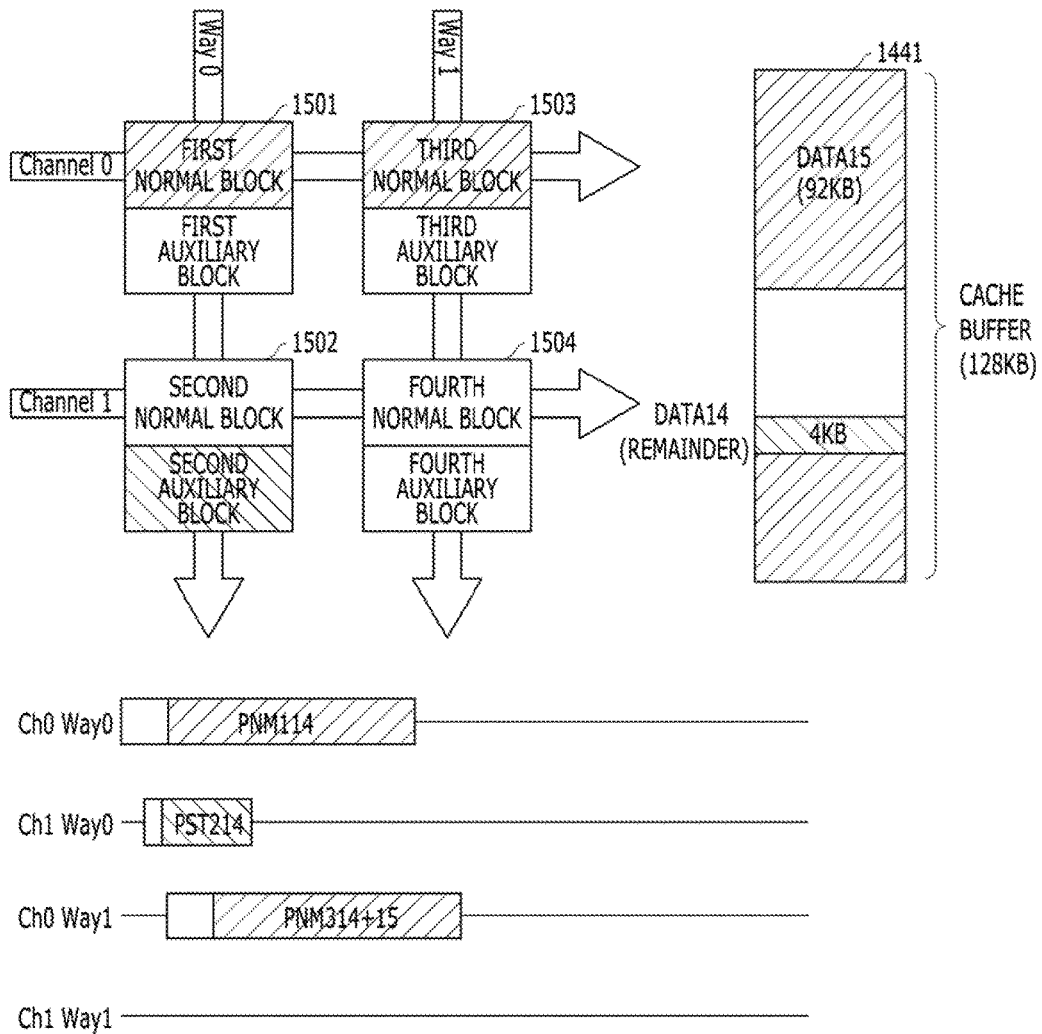 Way 0
Way 1
1501
1503
1441
Channel 0
FIRST
NORMAL BLOCK
THIRD
NORMAL BLOCK
DATA15
(92KB)
FIRST
AUXILIARY
BLOCK
THIRD
AUXILIARY
BLOCK
CACHE
BUFFER
(128KB)
1502
1504
Channel 1
SECOND
NORMAL BLOCK
FOURTH
NORMAL BLOCK
DATA14
(REMAINDER)
4KB
SECOND
AUXILIARY
BLOCK
FOURTH
AUXILIARY
BLOCK
Ch0 Way0
PNM114
Ch1 Way0
PST214
Ch0 Way1
PNM314+15
Ch1 Way1